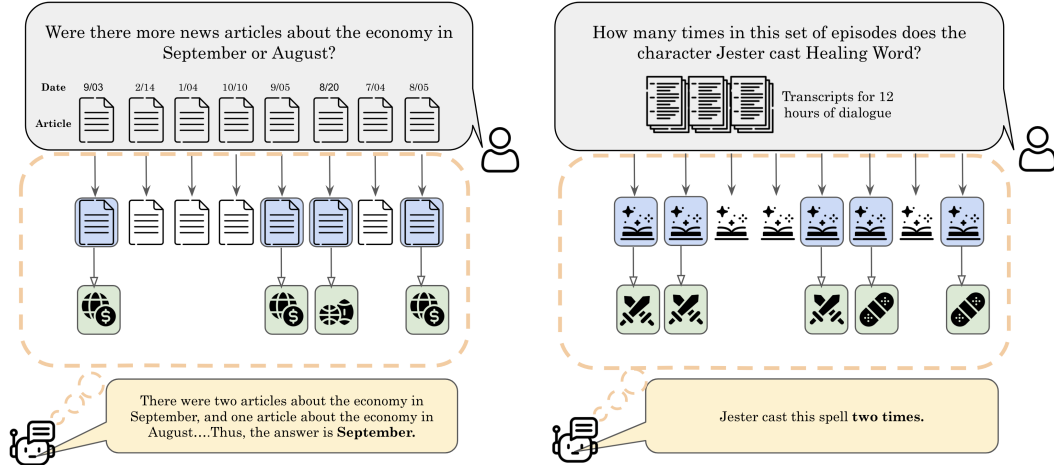 Were there more news articles about the economy in
September or August?
Date 9/03 2/14 1/04 10/10 9/05 8/20 7/04 8/05
Article
There were two articles about the economy in
September, and one article about the economy in
August....Thus, the answer is September.
How many times in this set of episodes does the
character Jester cast Healing Word?
Transcripts for 12
hours of dialogue
Jester cast this spell two times.